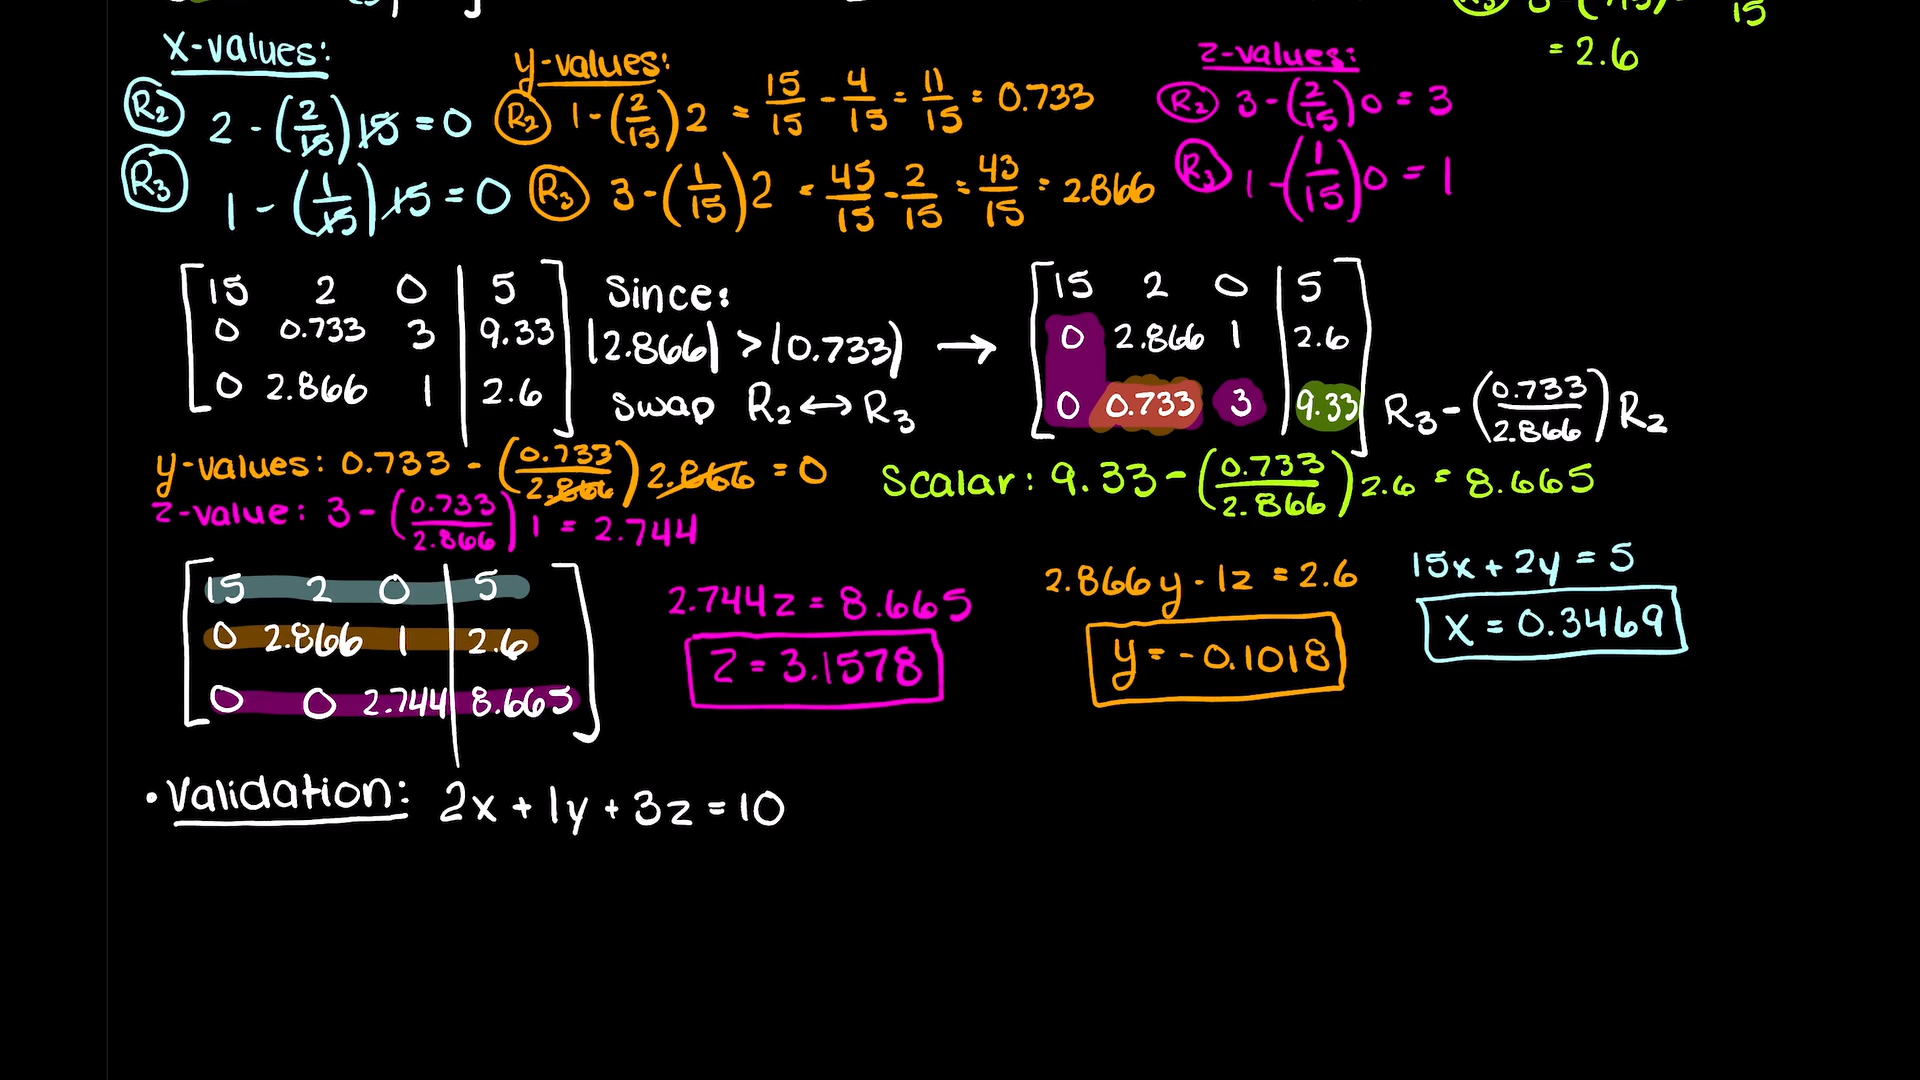 R3
15
= 2.6
x-values:
R2 2 - (2/15)15 = 0
R3 1 - (1/15)15 = 0
y-values:
R2 1 - (2/15)2 = 15/15 - 4/15 = 11/15 = 0.733
R3 3 - (1/15)2 = 45/15 - 2/15 = 43/15 = 2.866
z-values:
R2 3 - (2/15)0 = 3
R3 1 - (1/15)0 = 1
15 2 0 | 5
0 0.733 3 | 9.33
0 2.866 1 | 2.6
Since:
|2.866| > |0.733|
swap R2 ↔ R3
→
15 2 0 | 5
0 2.866 1 | 2.6
0 0.733 3 | 9.33
R3 - (0.733/2.866) R2
y-values: 0.733 - (0.733/2.866) 2.866 = 0
z-value: 3 - (0.733/2.866) 1 = 2.744
Scalar: 9.33 - (0.733/2.866) 2.6 = 8.665
15 2 0 | 5
0 2.866 1 | 2.6
0 0 2.744 | 8.665
2.744z = 8.665
z = 3.1578
2.866y - 1z = 2.6
y = -0.1018
15x + 2y = 5
x = 0.3469
• Validation: 2x + 1y + 3z = 10